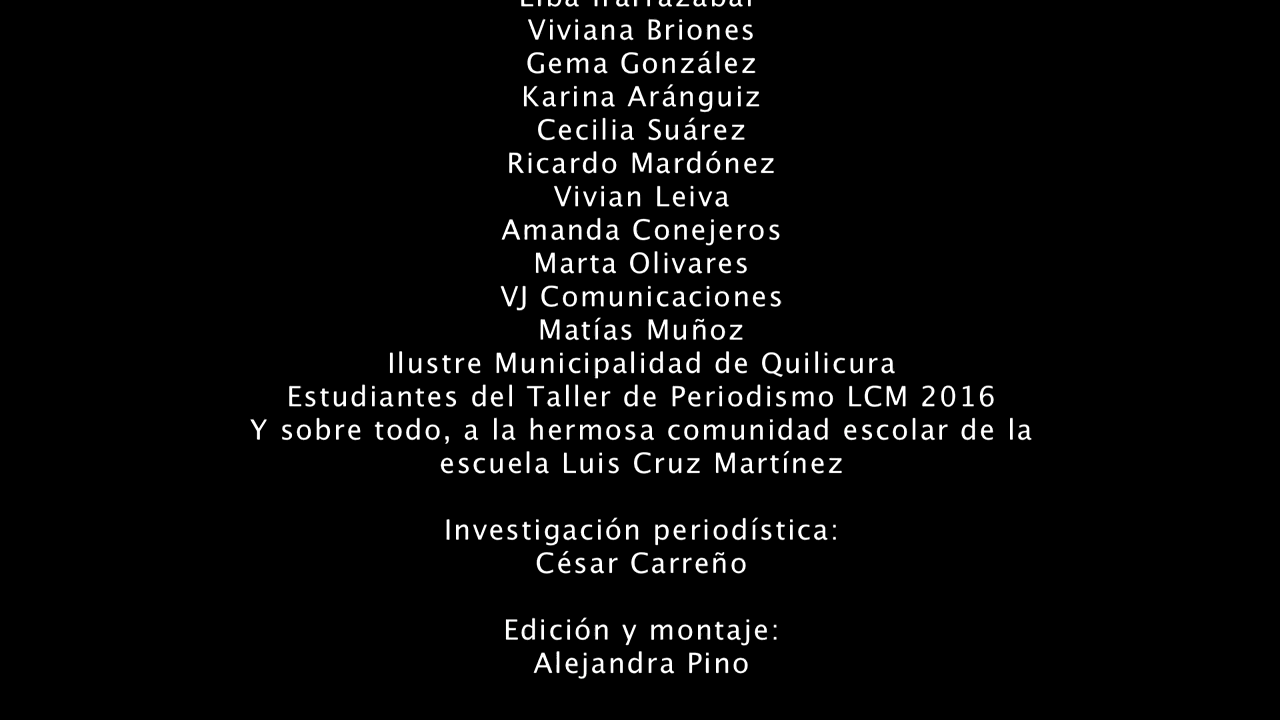 Viviana Briones
Gema González
Karina Aránguiz
Cecilia Suárez
Ricardo Mardónez
Vivian Leiva
Amanda Conejeros
Marta Olivares
VJ Comunicaciones
Matías Muñoz
Ilustre Municipalidad de Quilicura
Estudiantes del Taller de Periodismo LCM 2016
Y sobre todo, a la hermosa comunidad escolar de la
escuela Luis Cruz Martínez
Investigación periodística:
César Carreño
Edición y montaje:
Alejandra Pino